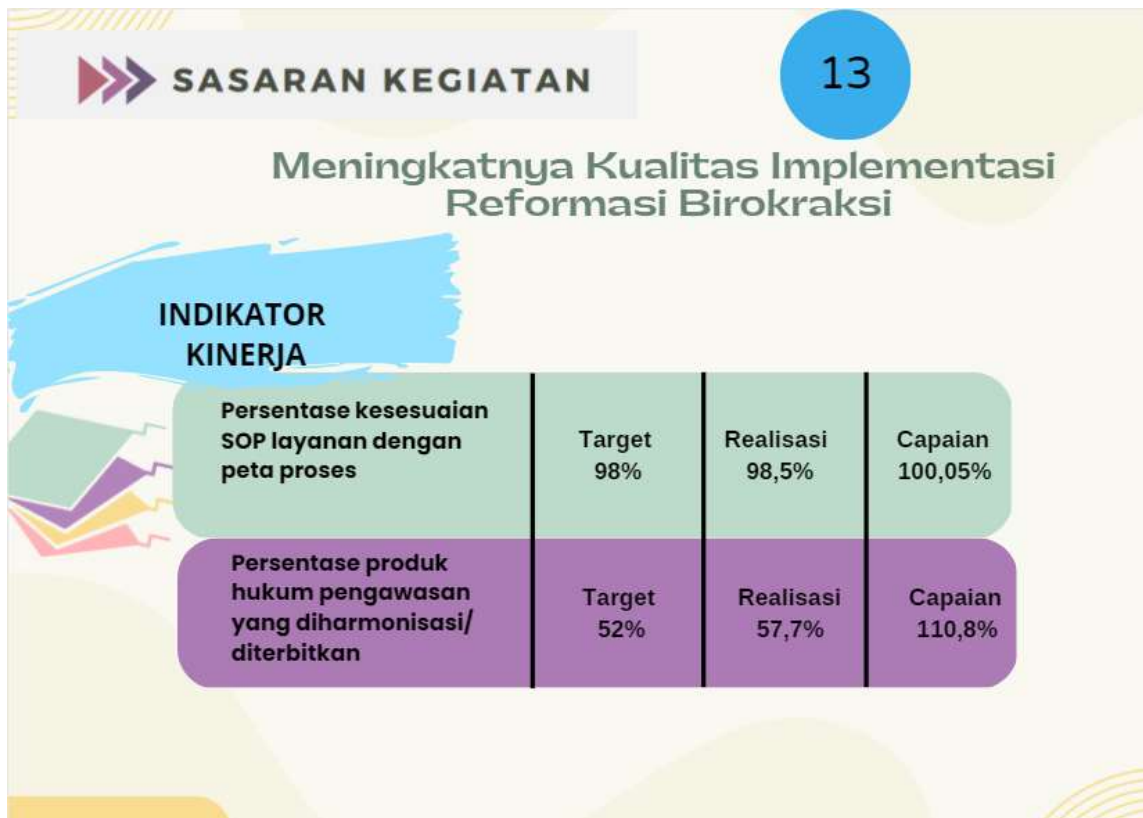 SASARAN KEGIATAN
13
Meningkatnya Kualitas Implementasi
Reformasi Birokraksi
INDIKATOR
KINERJA
Persentase kesesuaian
SOP layanan dengan
peta proses
Target
98%
Realisasi
98,5%
Capaian
100,05%
Persentase produk
hukum pengawasan
yang diharmonisasi/
diterbitkan
Target
52%
Realisasi
57,7%
Capaian
110,8%